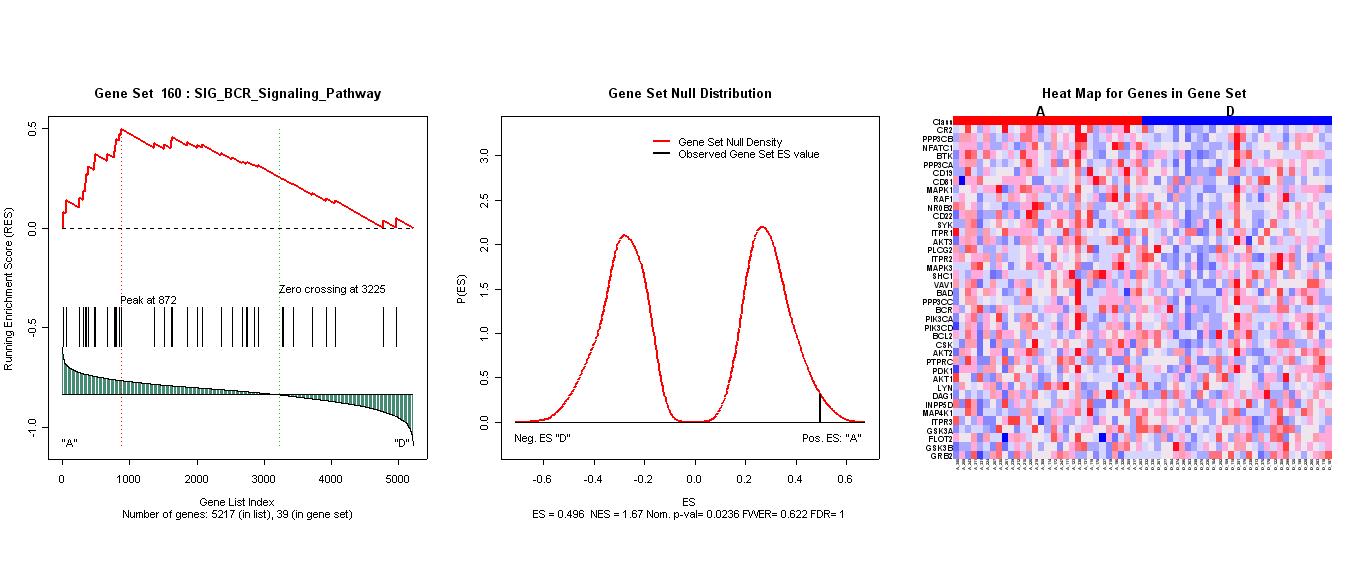 Gene Set 160 : SIG_BCR_Signaling_Pathway
Running Enrichment Score (RES)
0.5
0.0
-0.5
-1.0
Peak at 872
Zero crossing at 3225
"A"
"D"
0
1000
2000
3000
4000
5000
Gene List Index
Number of genes: 5217 (in list), 39 (in gene set)
Gene Set Null Distribution
Gene Set Null Density
Observed Gene Set ES value
P(ES)
3.0
2.5
2.0
1.5
1.0
0.5
0.0
Neg. ES "D"
Pos. ES: "A"
-0.6
-0.4
-0.2
0.0
0.2
0.4
0.6
ES
ES = 0.496 NES = 1.67 Nom. p-val= 0.0236 FWER= 0.622 FDR= 1
Heat Map for Genes in Gene Set
A
D
Class
CR2
PPP3CB
NFATC1
BTK
PPP3CA
CD19
CD81
MAPK1
RAF1
NR0B2
CD22
SYK
ITPR1
AKT3
PLCG2
ITPR2
MAPK3
SHC1
VAV1
BAD
PPP3CC
BCR
PIK3CA
PIK3CD
BCL2
CSK
AKT2
PTPRC
PDK1
AKT1
LYN
DAG1
INPP5D
MAP4K1
ITPR3
GSK3A
FLOT2
GSK3B
GRB2